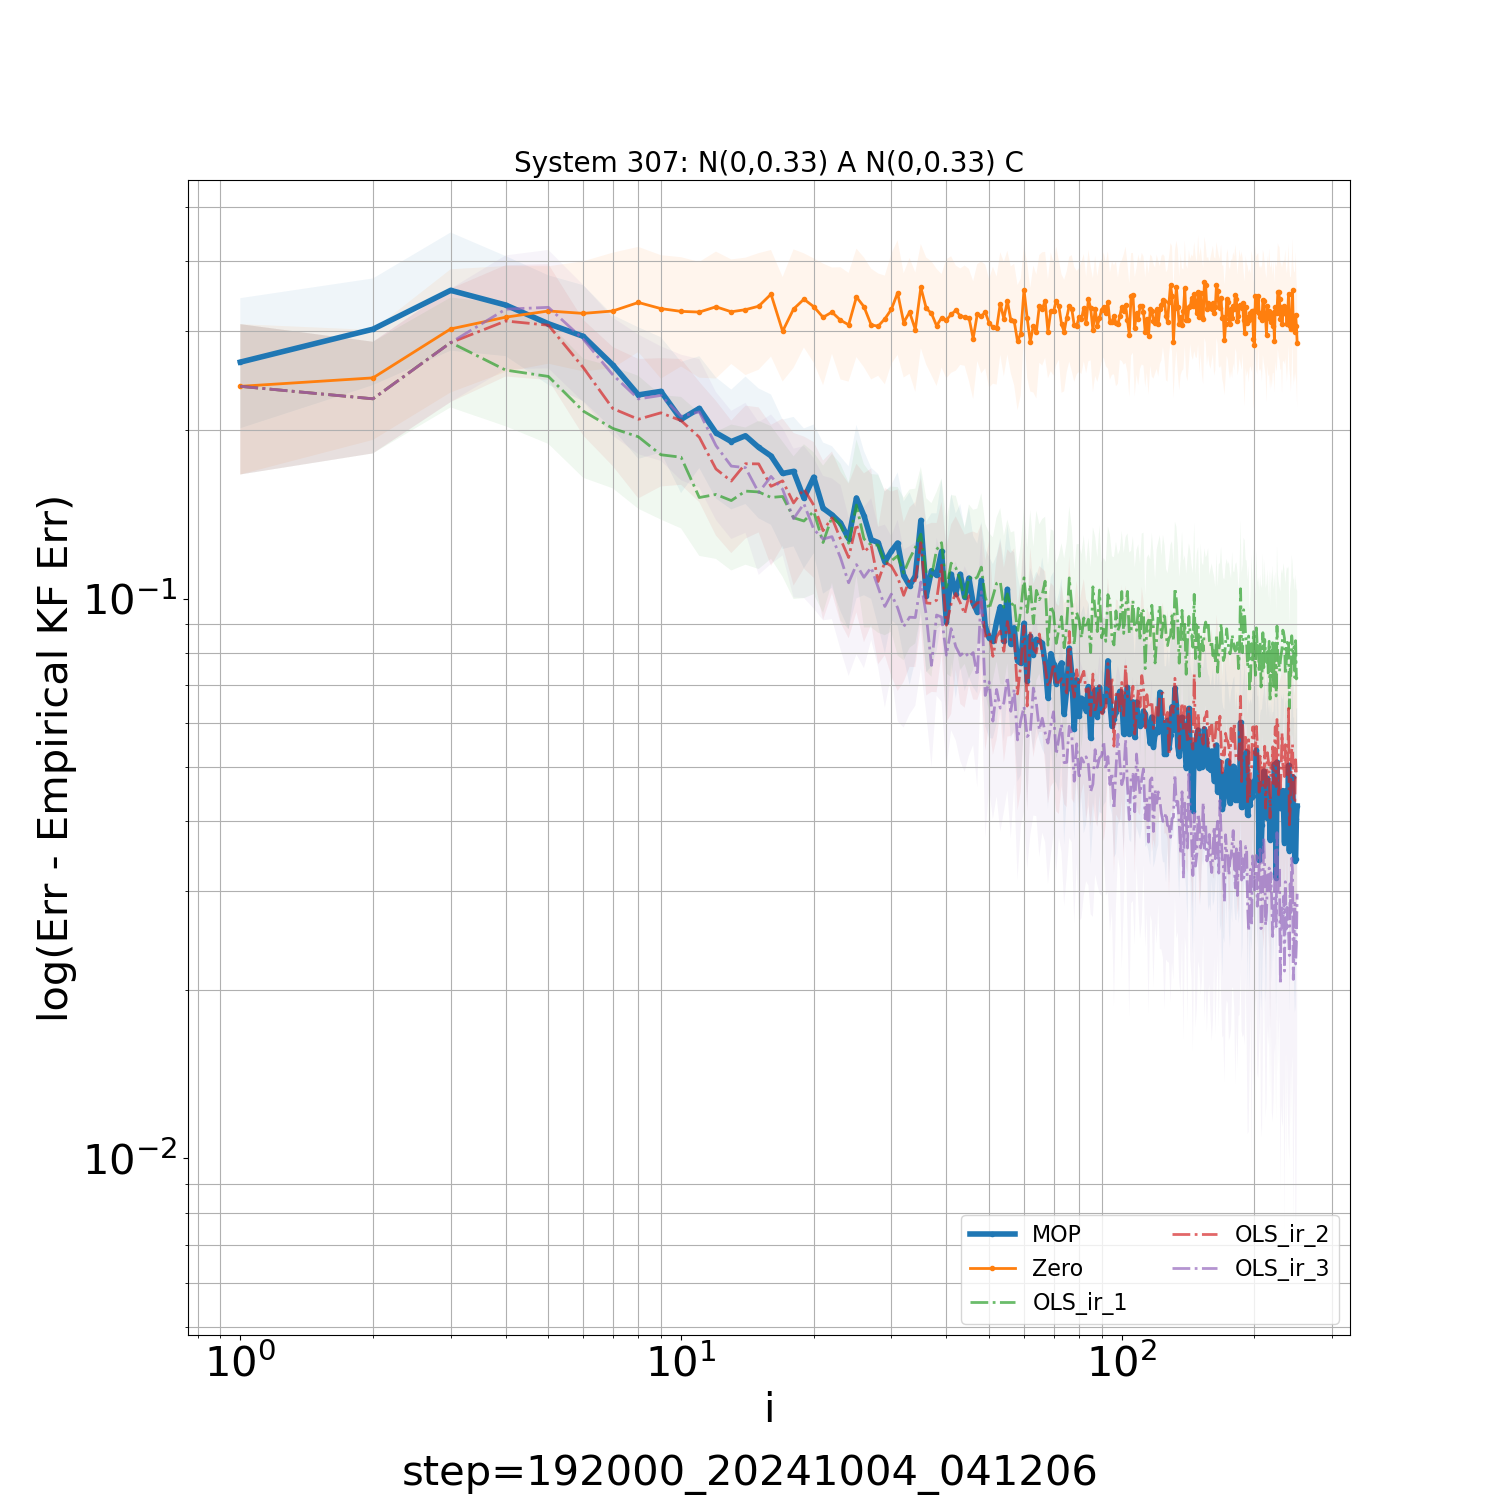 System 307: N(0,0.33) A N(0,0.33) C
log(Err - Empirical KF Err)
10⁻¹
10⁻²
10⁰ 10¹ 10²
i
step=192000_20241004_041206
MOP
Zero
OLS_ir_1
OLS_ir_2
OLS_ir_3